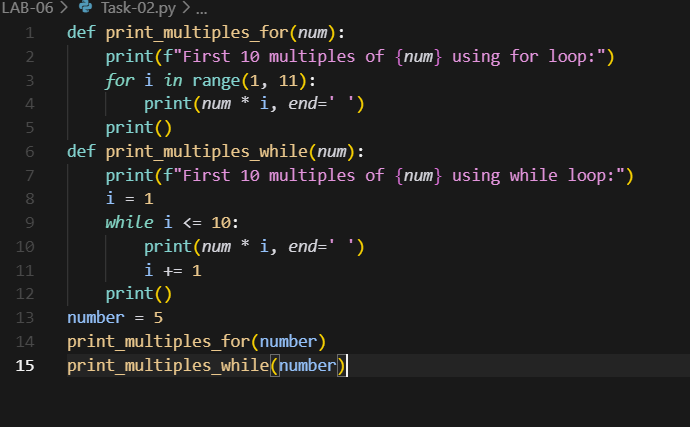 LAB-06 > Task-02.py > ...
1 def print_multiples_for(num):
2     print(f"First 10 multiples of {num} using for loop:")
3     for i in range(1, 11):
4         print(num * i, end=' ')
5     print()
6 def print_multiples_while(num):
7     print(f"First 10 multiples of {num} using while loop:")
8     i = 1
9     while i <= 10:
10         print(num * i, end=' ')
11         i += 1
12     print()
13 number = 5
14 print_multiples_for(number)
15 print_multiples_while(number)